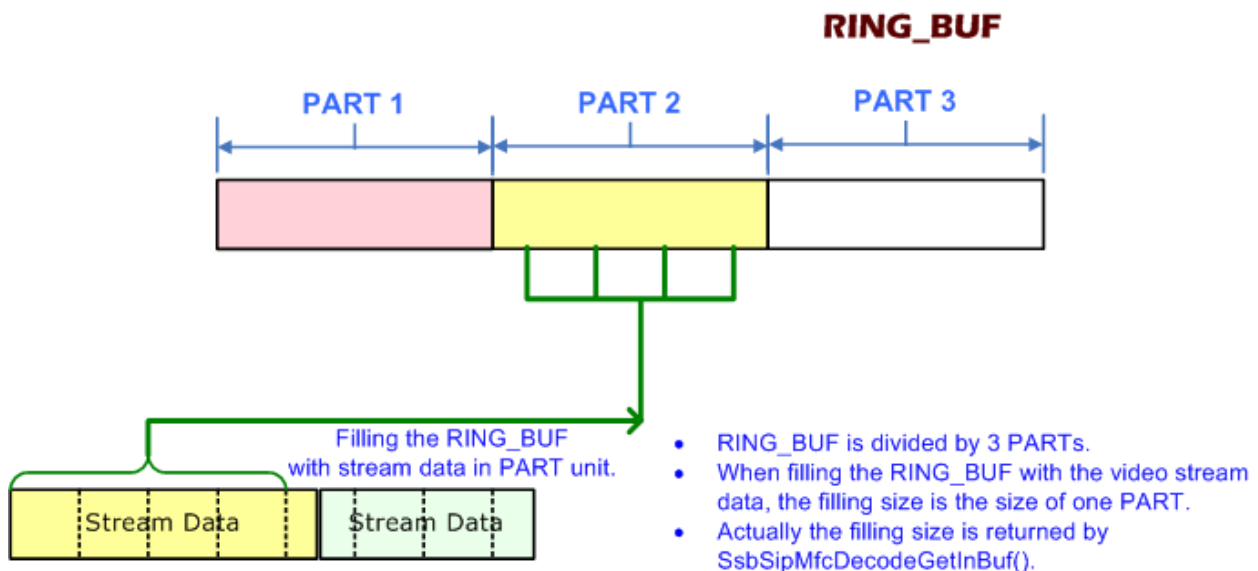 RING_BUF
PART 1
PART 2
PART 3
Filling the RING_BUF
with stream data in PART unit.
Stream Data
Stream Data
• RING_BUF is divided by 3 PARTs.
• When filling the RING_BUF with the video stream
data, the filling size is the size of one PART.
• Actually the filling size is returned by
SsbSipMfcDecodeGetInBuf().